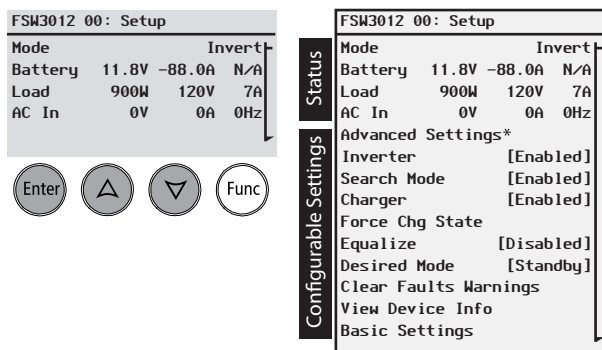 FSW3012 00: Setup
Mode Invert
Battery 11.8V -88.0A N/A
Load 900W 120V 7A
AC In 0V 0A 0Hz
Enter
Func
Status
Configurable Settings
FSW3012 00: Setup
Mode Invert
Battery 11.8V -88.0A N/A
Load 900W 120V 7A
AC In 0V 0A 0Hz
Advanced Settings*
Inverter [Enabled]
Search Mode [Enabled]
Charger [Enabled]
Force Chg State
Equalize [Disabled]
Desired Mode [Standby]
Clear Faults Warnings
View Device Info
Basic Settings